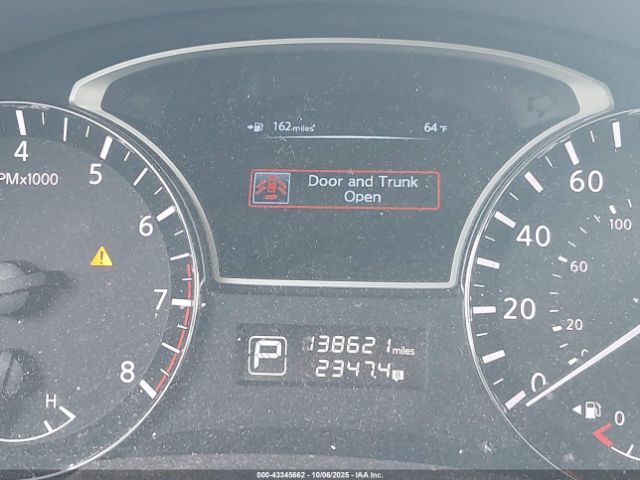 162 miles
64 °F
Door and Trunk
Open
4
5
6
7
8
PMx1000
H
P
138621 miles
2347.4 B
0
20
40
60
20
60
100
0
000-43345662 - 10/06/2025 - IAA Inc.